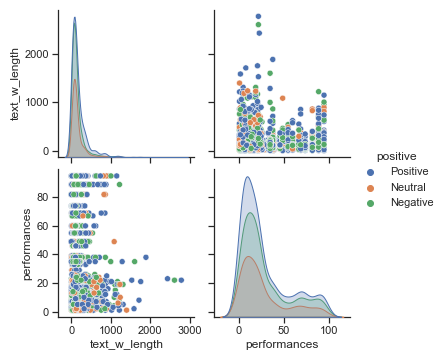 text_w_length
2000
1000
0
positive
Positive
Neutral
Negative
performances
80
60
40
20
0
0 1000 2000 3000
text_w_length
0 50 100
performances